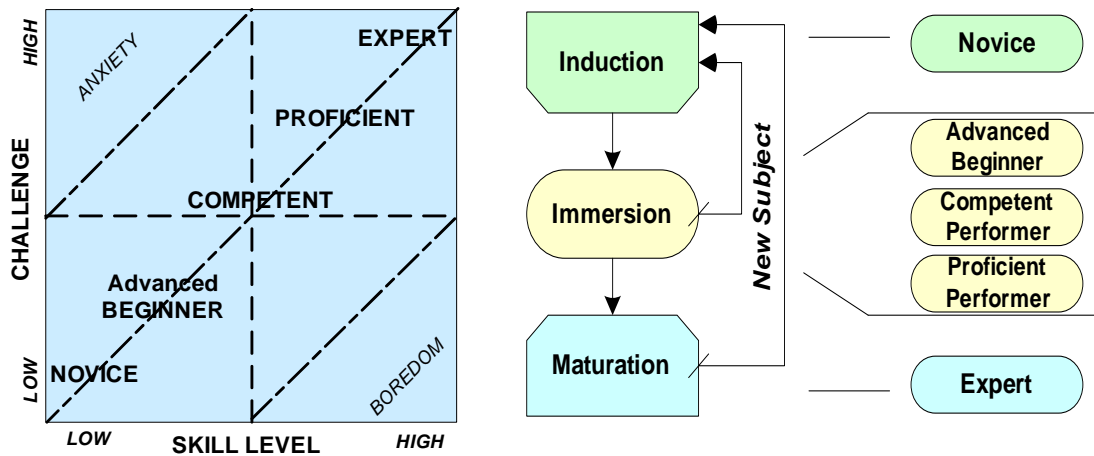 HIGH
ANXIETY
EXPERT
PROFICIENT
CHALLENGE
COMPETENT
Advanced
BEGINNER
NOVICE
BOREDOM
LOW
LOW
SKILL LEVEL
HIGH
Induction
Immersion
Maturation
New Subject
Novice
Advanced
Beginner
Competent
Performer
Proficient
Performer
Expert